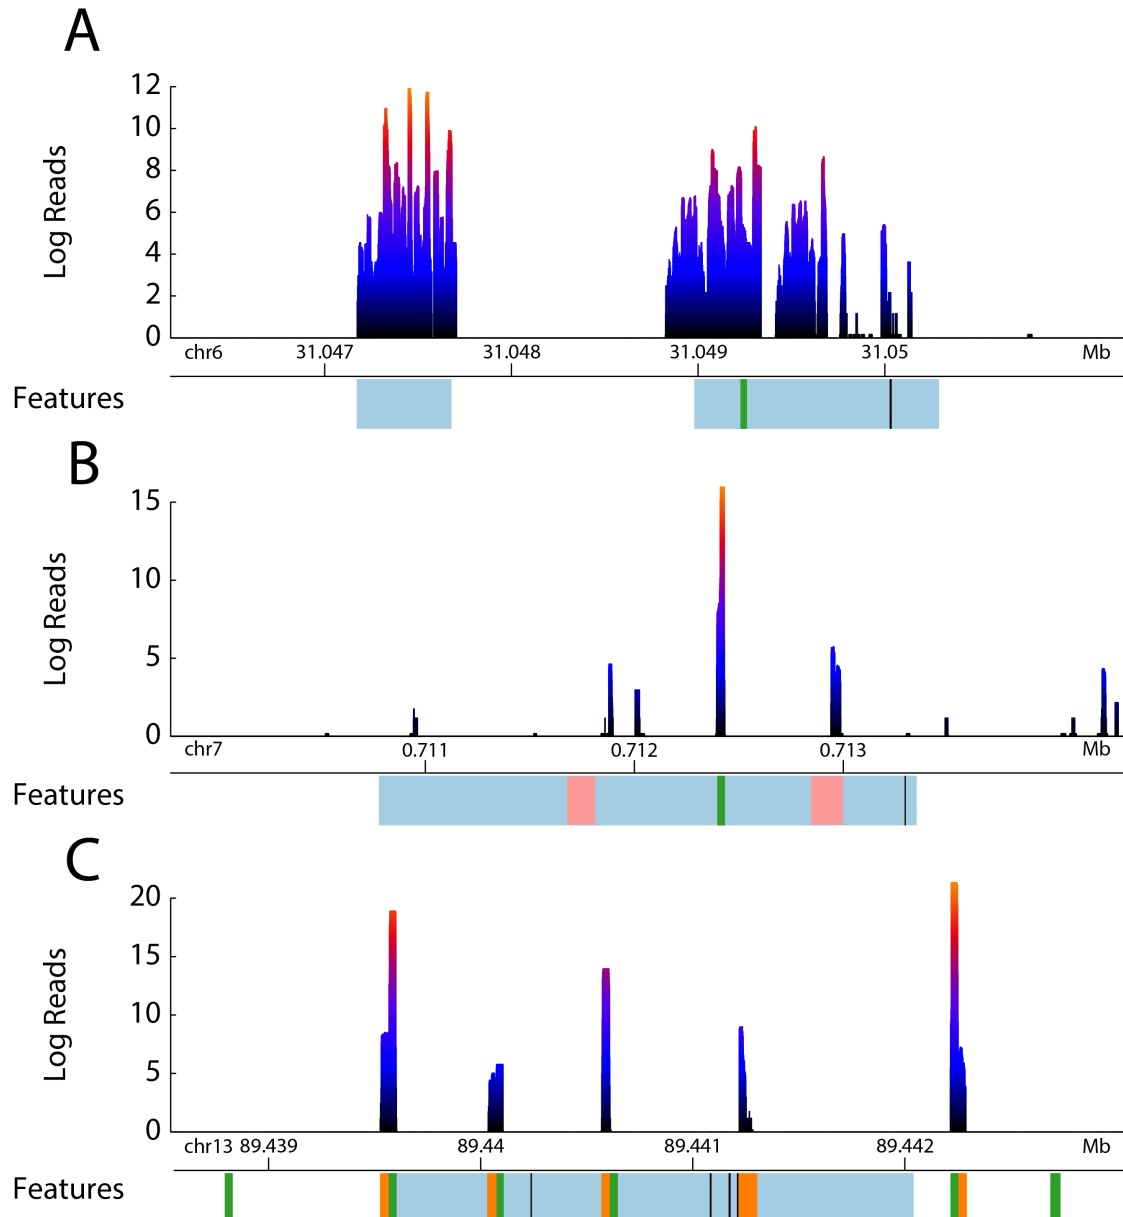 A
12
10
8
6
4
2
0
Log Reads
chr6 31.047 31.048 31.049 31.05 Mb
Features
B
15
10
5
0
Log Reads
chr7 0.711 0.712 0.713 Mb
Features
C
20
15
10
5
0
Log Reads
chr13 89.439 89.44 89.441 89.442 Mb
Features